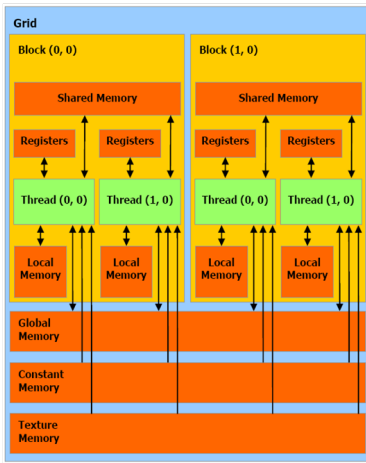 Grid
Block (0, 0)
Block (1, 0)
Shared Memory
Shared Memory
Registers
Registers
Registers
Registers
Thread (0, 0)
Thread (1, 0)
Thread (0, 0)
Thread (1, 0)
Local
Memory
Local
Memory
Local
Memory
Local
Memory
Global
Memory
Constant
Memory
Texture
Memory